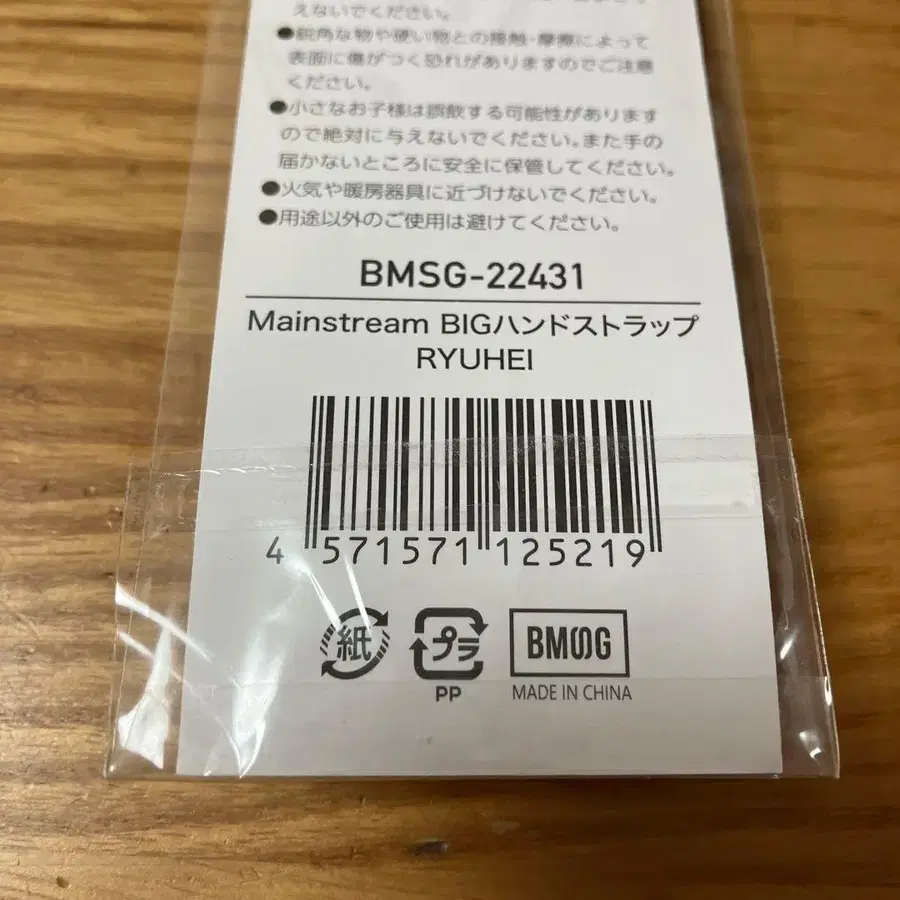 えないでください。
●鋭角な物や硬い物との接触・摩擦によって
表面に傷がつく恐れがありますのでご注意
ください。
●小さなお子様は誤飲する可能性があります
ので絶対に与えないでください。また手の
届かないところに安全に保管してください。
●火気や暖房器具に近づけないでください。
●用途以外のご使用は避けてください。
BMSG-22431
Mainstream BIGハンドストラップ
RYUHEI
4 571571 125219
紙 プラ BMSG
PP MADE IN CHINA